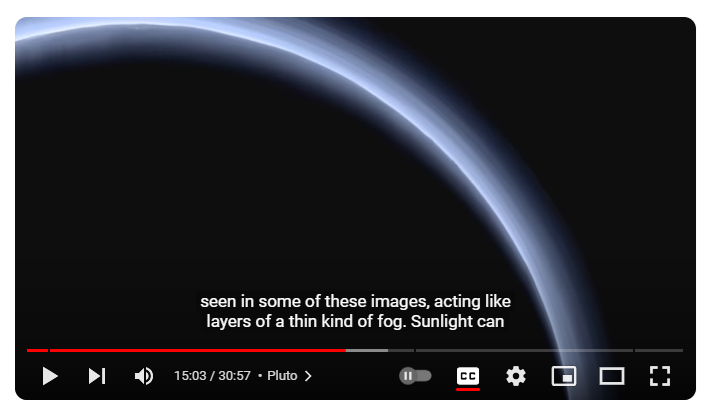 seen in some of these images, acting like
layers of a thin kind of fog. Sunlight can
15:03 / 30:57 • Pluto
CC